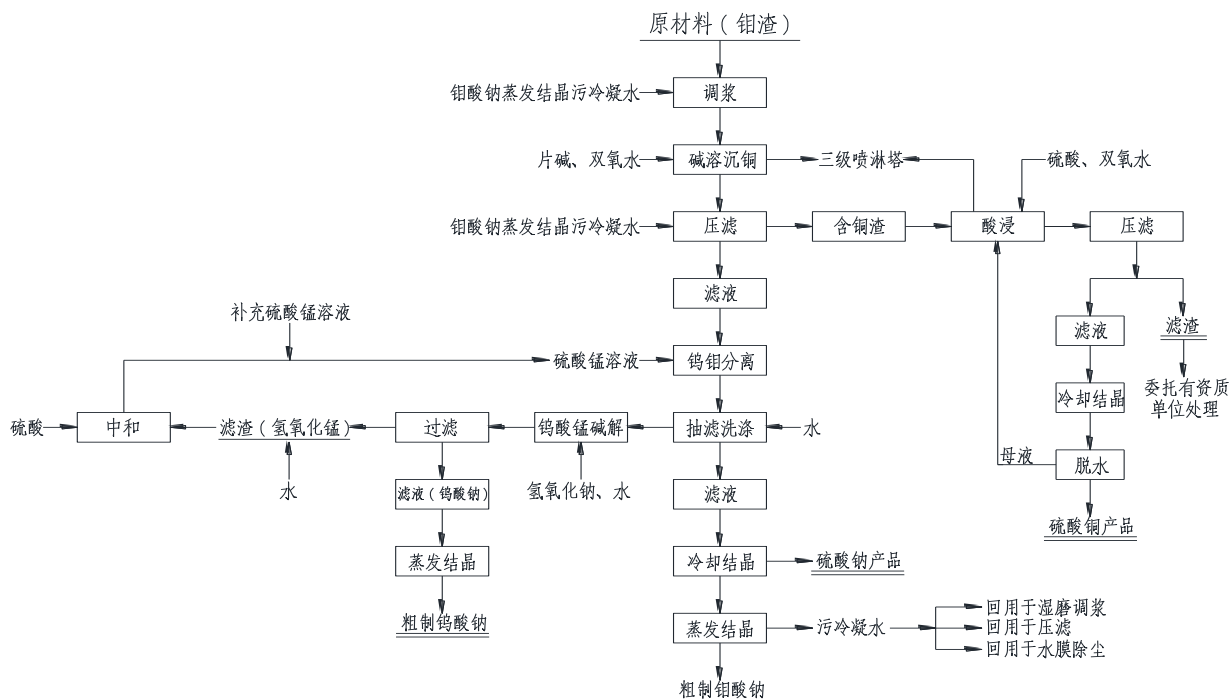 原材料(钼渣)
钼酸钠蒸发结晶污冷凝水
调浆
片碱、双氧水
碱溶沉铜
三级喷淋塔
硫酸、双氧水
钼酸钠蒸发结晶污冷凝水
压滤
含铜渣
酸浸
压滤
滤液
补充硫酸锰溶液
滤液
滤渣
硫酸锰溶液
钨钼分离
委托有资质
单位处理
冷却结晶
硫酸
中和
滤渣(氢氧化锰)
过滤
钨酸锰碱解
抽滤洗涤
水
母液
脱水
水
滤液(钨酸钠)
氢氧化钠、水
滤液
硫酸铜产品
蒸发结晶
冷却结晶
硫酸钠产品
粗制钨酸钠
蒸发结晶
污冷凝水
回用于湿磨调浆
回用于压滤
回用于水膜除尘
粗制钼酸钠